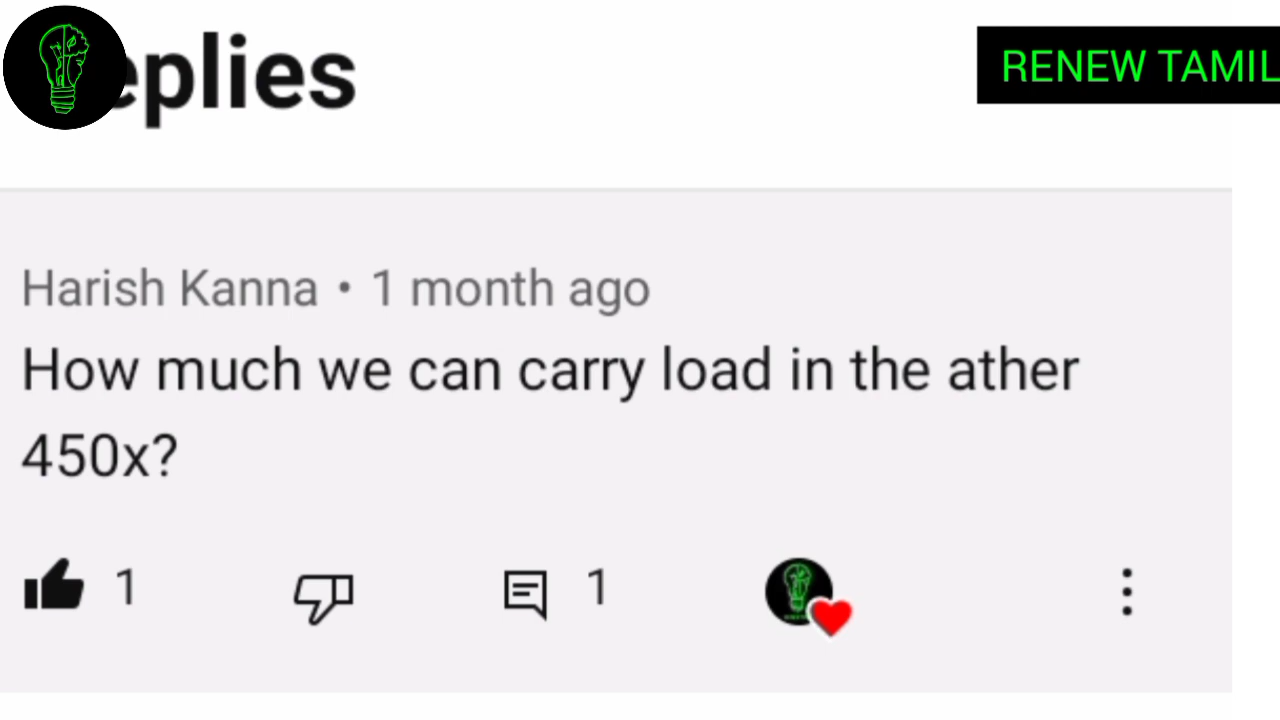 eplies
RENEW TAMIL
Harish Kanna • 1 month ago
How much we can carry load in the ather
450x?
1
1